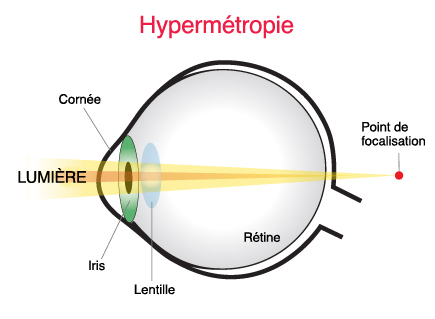 Hypermétropie
Cornée
Point de
focalisation
LUMIÈRE
Rétine
Iris
Lentille